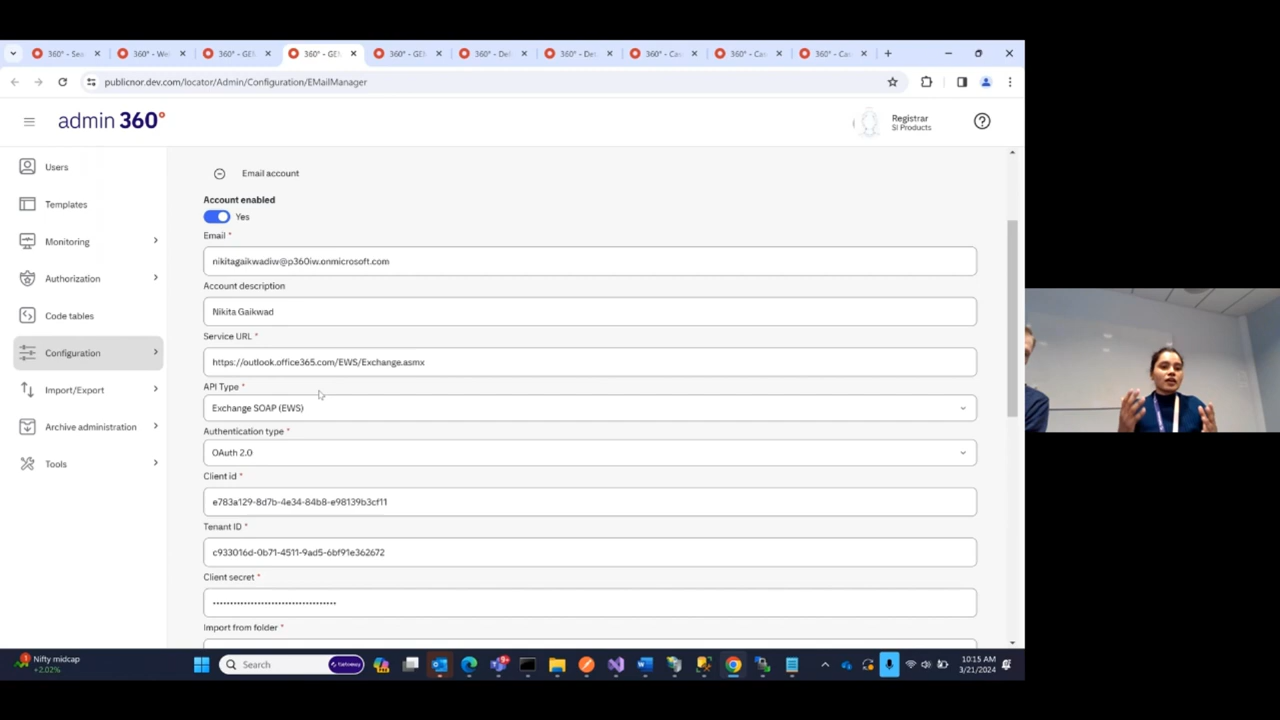 360° - Sea
360° - We
360° - GE
360° - GE
360° - GE
360° - Del
360° - De
360° - Cas
360° - Ca
360° - Cas
publicnor.dev.com/locator/Admin/Configuration/EMailManager
admin 360°
Registrar
SI Products
Users
Templates
Monitoring
Authorization
Code tables
Configuration
Import/Export
Archive administration
Tools
Email account
Account enabled
Yes
Email *
nikitagaikwadiw@p360iw.onmicrosoft.com
Account description
Nikita Gaikwad
Service URL *
https://outlook.office365.com/EWS/Exchange.asmx
API Type *
Exchange SOAP (EWS)
Authentication type *
OAuth 2.0
Client id *
e783a129-8d7b-4e34-84b8-e98139b3cf11
Tenant ID *
c933016d-0b71-4511-9ad5-6bf91e362672
Client secret *
Import from folder *
Nifty midcap
+2.02%
Search
10:15 AM
3/21/2024